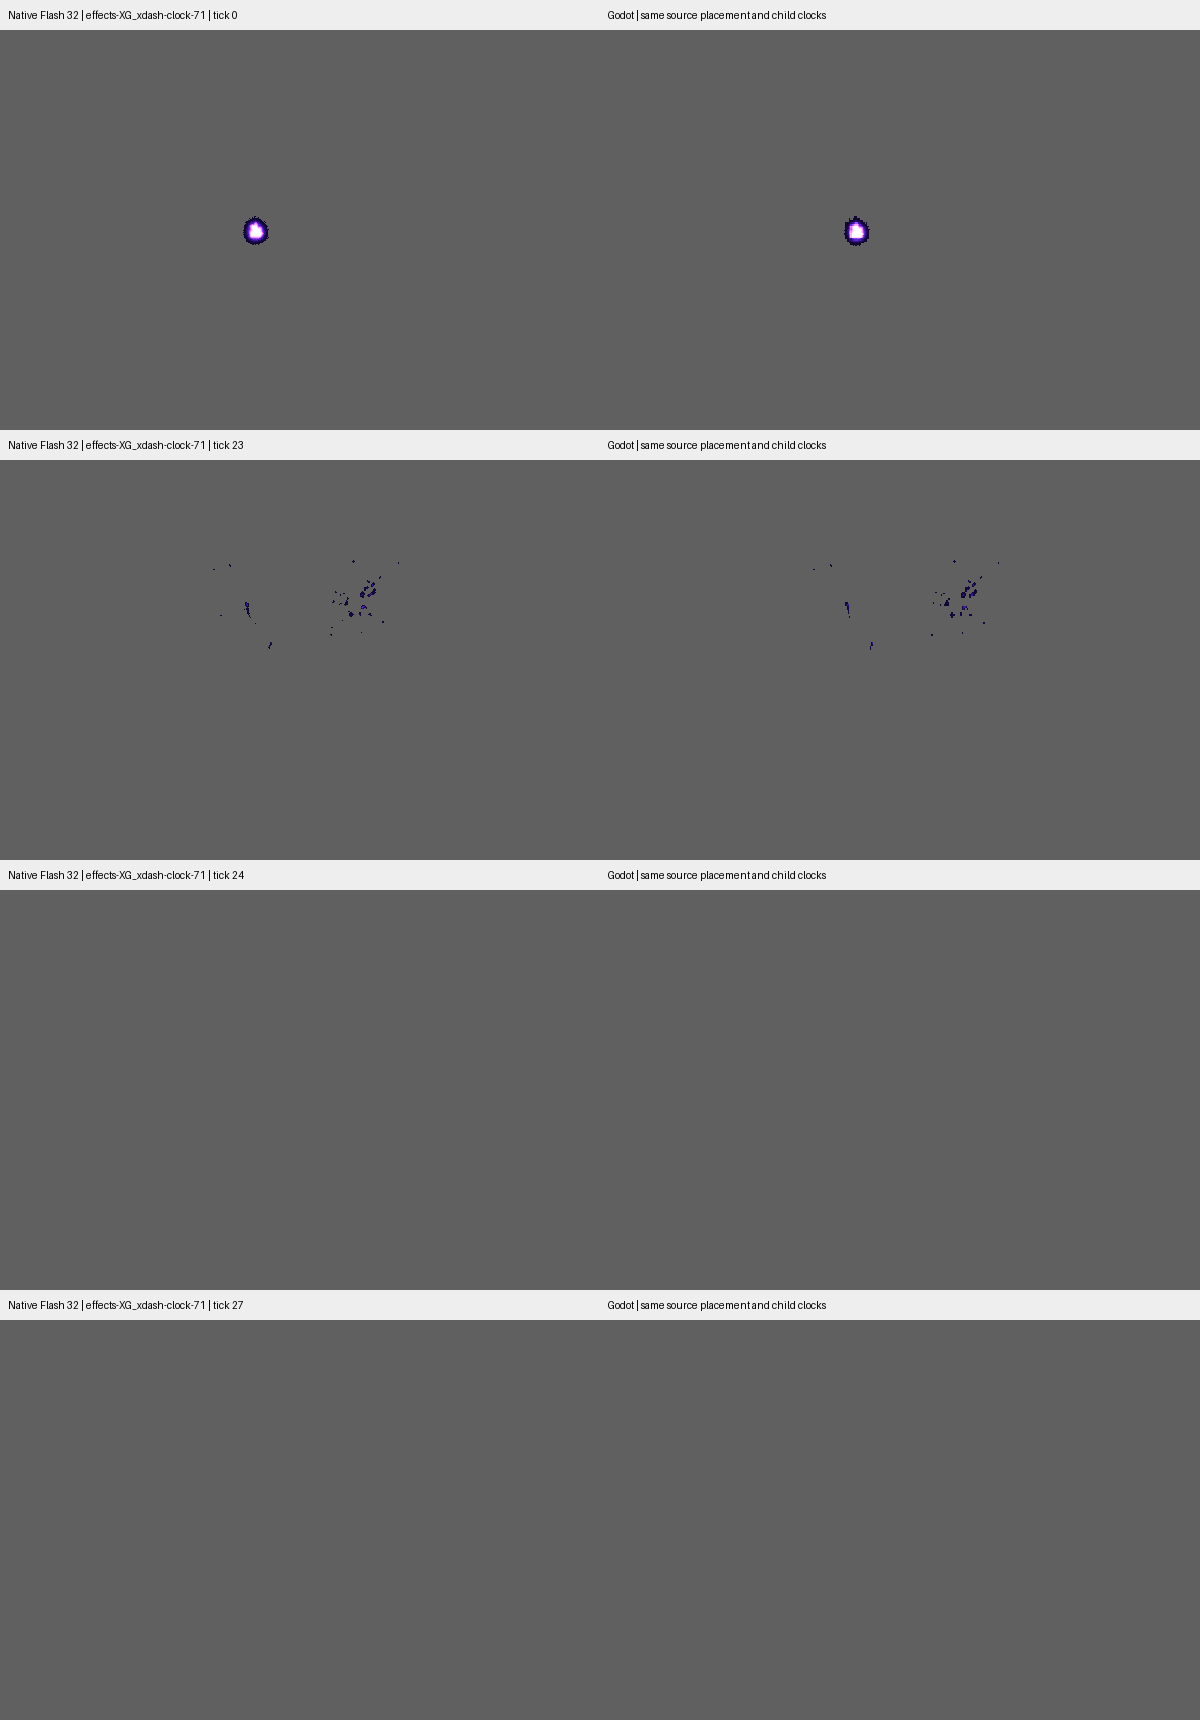 Native Flash 32 | effects-XG_xdash-clock-71 | tick 0
Godot | same source placement and child clocks
Native Flash 32 | effects-XG_xdash-clock-71 | tick 23
Godot | same source placement and child clocks
Native Flash 32 | effects-XG_xdash-clock-71 | tick 24
Godot | same source placement and child clocks
Native Flash 32 | effects-XG_xdash-clock-71 | tick 27
Godot | same source placement and child clocks